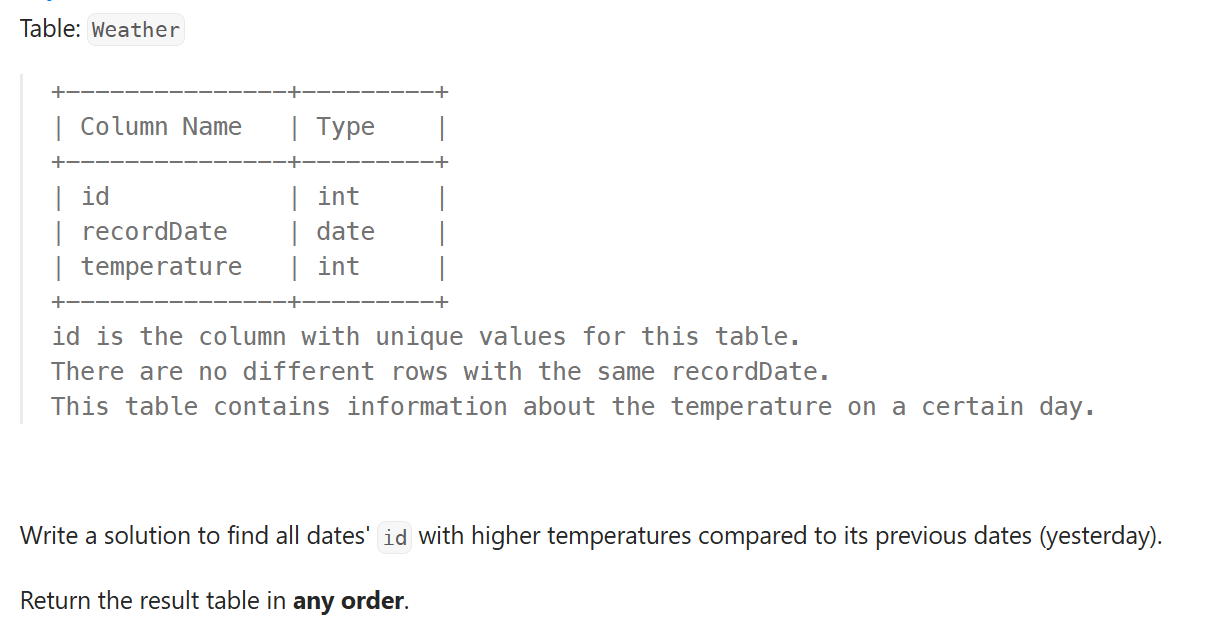 Table: Weather
+---------------+---------+
| Column Name   | Type    |
+---------------+---------+
| id            | int     |
| recordDate    | date    |
| temperature   | int     |
+---------------+---------+
id is the column with unique values for this table.
There are no different rows with the same recordDate.
This table contains information about the temperature on a certain day.
Write a solution to find all dates' id with higher temperatures compared to its previous dates (yesterday).
Return the result table in any order.